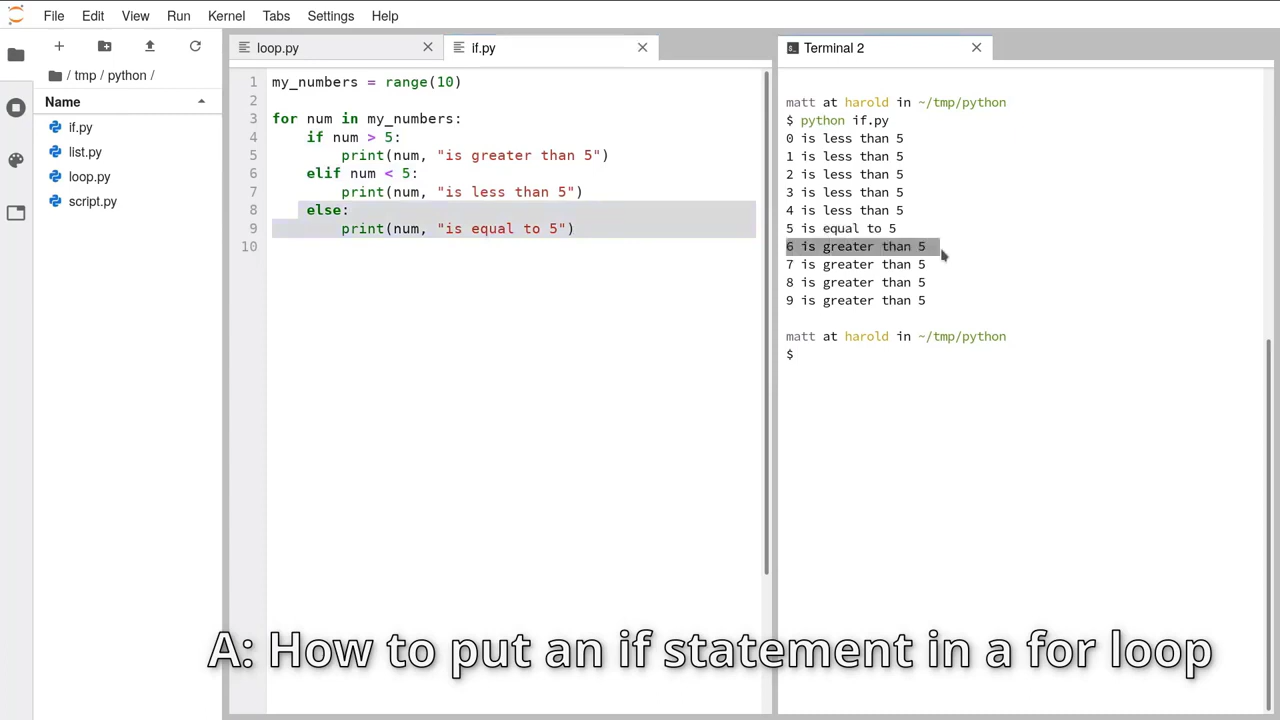 File Edit View Run Kernel Tabs Settings Help
/ tmp / python /
Name
if.py
list.py
loop.py
script.py
loop.py
if.py
1 my_numbers = range(10)
2
3 for num in my_numbers:
4     if num > 5:
5         print(num, "is greater than 5")
6     elif num < 5:
7         print(num, "is less than 5")
8     else:
9         print(num, "is equal to 5")
10
Terminal 2
matt at harold in ~/tmp/python
$ python if.py
0 is less than 5
1 is less than 5
2 is less than 5
3 is less than 5
4 is less than 5
5 is equal to 5
6 is greater than 5
7 is greater than 5
8 is greater than 5
9 is greater than 5
matt at harold in ~/tmp/python
$
A: How to put an if statement in a for loop